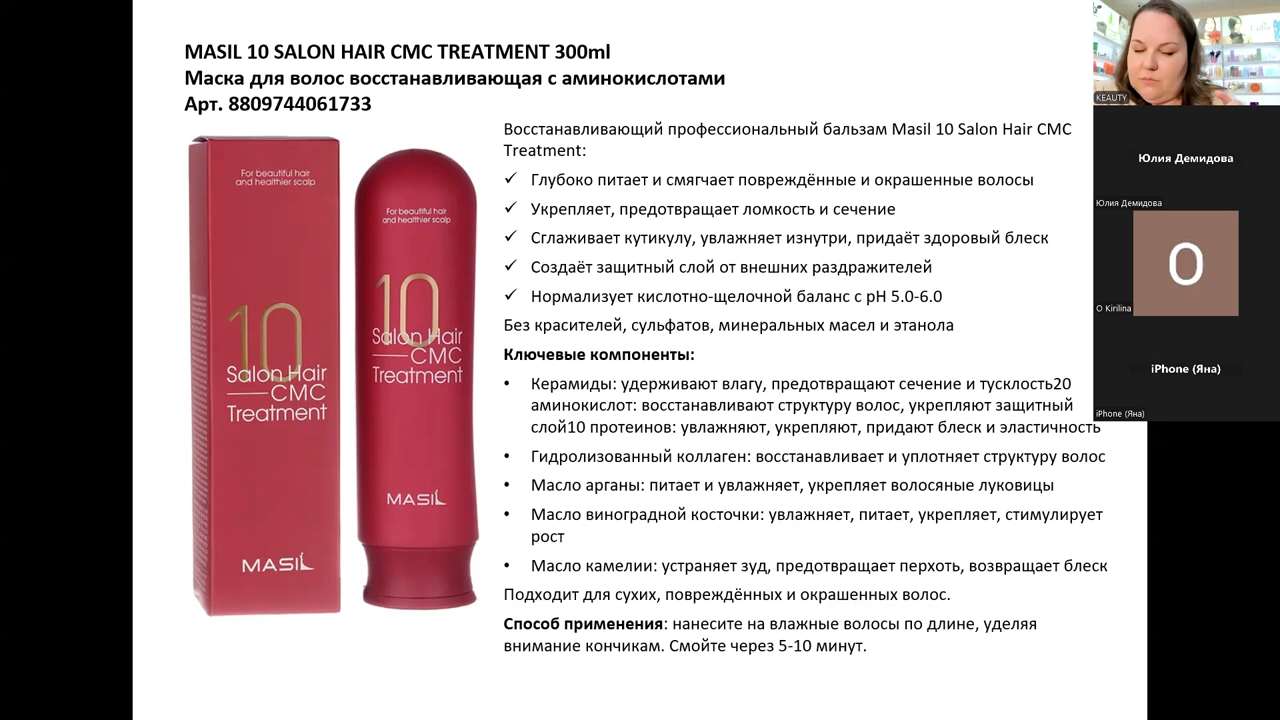 MASIL 10 SALON HAIR CMC TREATMENT 300ml
Маска для волос восстанавливающая с аминокислотами
Арт. 8809744061733
For beautiful hair
and healthier scalp
10
Salon Hair
CMC
Treatment
MASIL
For beautiful hair
and healthier scalp
10
Salon Hair
CMC
Treatment
MASIL
Восстанавливающий профессиональный бальзам Masil 10 Salon Hair CMC
Treatment:
✓ Глубоко питает и смягчает повреждённые и окрашенные волосы
✓ Укрепляет, предотвращает ломкость и сечение
✓ Сглаживает кутикулу, увлажняет изнутри, придаёт здоровый блеск
✓ Создаёт защитный слой от внешних раздражителей
✓ Нормализует кислотно-щелочной баланс с pH 5.0-6.0
Без красителей, сульфатов, минеральных масел и этанола
Ключевые компоненты:
• Керамиды: удерживают влагу, предотвращают сечение и тусклость20
аминокислот: восстанавливают структуру волос, укрепляют защитный
слой10 протеинов: увлажняют, укрепляют, придают блеск и эластичность
• Гидролизованный коллаген: восстанавливает и уплотняет структуру волос
• Масло арганы: питает и увлажняет, укрепляет волосяные луковицы
• Масло виноградной косточки: увлажняет, питает, укрепляет, стимулирует
рост
• Масло камелии: устраняет зуд, предотвращает перхоть, возвращает блеск
Подходит для сухих, повреждённых и окрашенных волос.
Способ применения: нанесите на влажные волосы по длине, уделяя
внимание кончикам. Смойте через 5-10 минут.
KEAUTY
Юлия Демидова
Юлия Демидова
O
O Kirilina
iPhone (Яна)
iPhone (Яна)